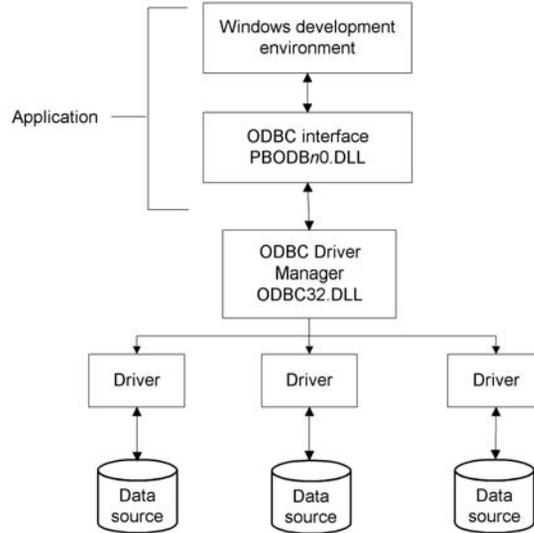 Windows development
environment
Application
ODBC interface
PBODBn0.DLL
ODBC Driver
Manager
ODBC32.DLL
Driver
Driver
Driver
Data
source
Data
source
Data
source